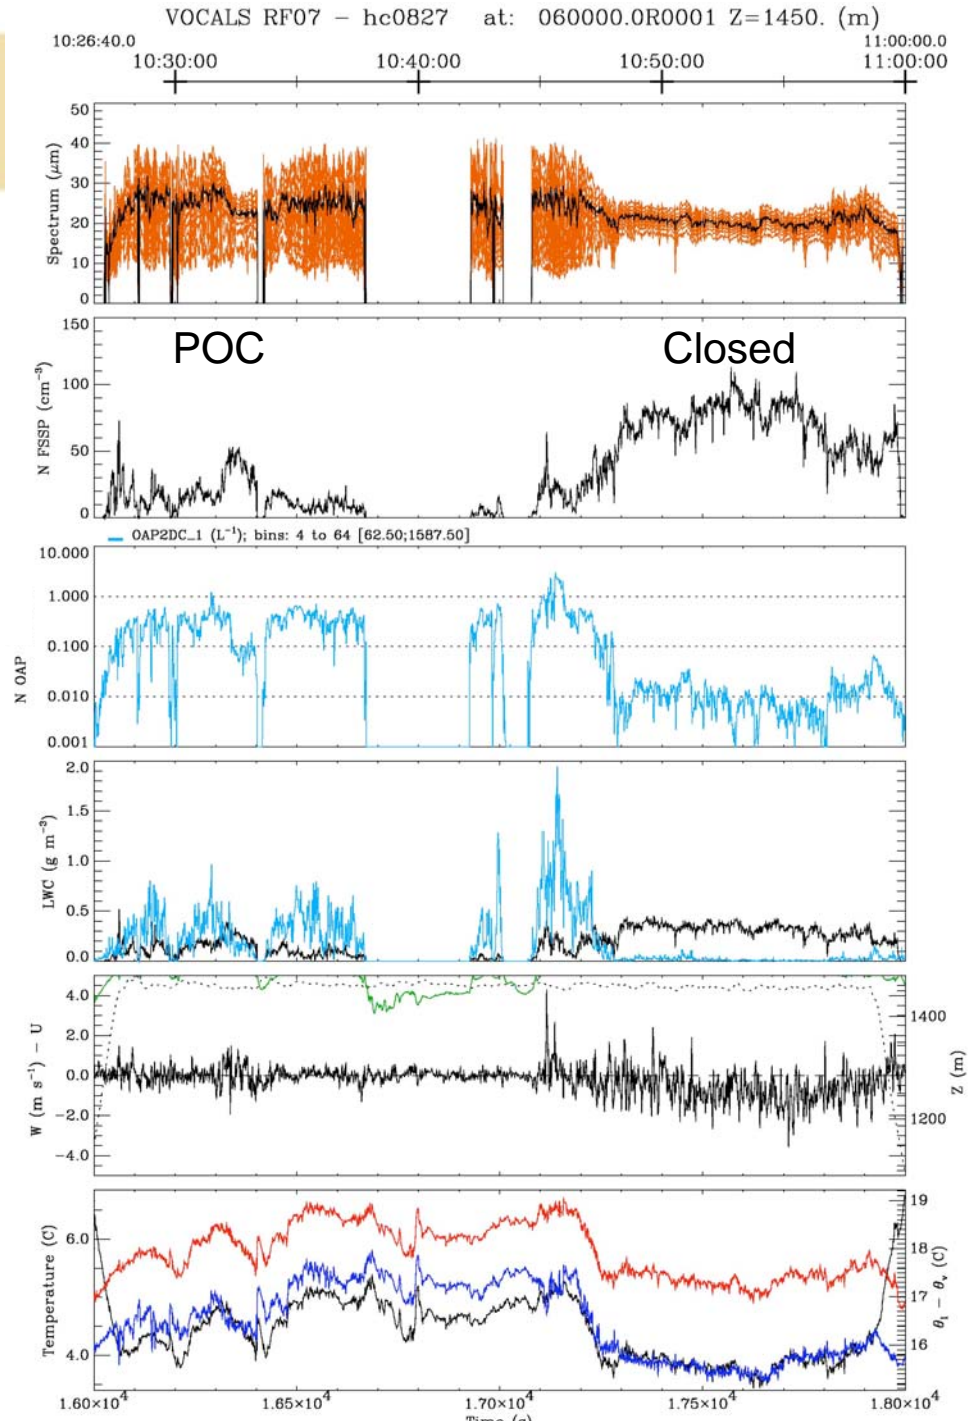 VOCALS RF07 - hc0827 at: 060000.0R0001 Z=1450. (m)
10:26:40.0 11:00:00.0
10:30:00 10:40:00 10:50:00 11:00:00
50
40
30
20
10
0
Spectrum (μm)
POC Closed
150
100
50
0
N FSSP (cm⁻³)
OAP2DC_1 (L⁻¹); bins: 4 to 64 [62.50;1587.50]
10.000
1.000
0.100
0.010
0.001
N OAP
2.0
1.5
1.0
0.5
0.0
LWC (g m⁻³)
4.0
2.0
0.0
-2.0
-4.0
W (m s⁻¹) - U
1400
1200
Z (m)
6.0
4.0
Temperature (C)
19
18
17
16
θ₁ - θᵥ (C)
1.60×10⁴ 1.65×10⁴ 1.70×10⁴ 1.75×10⁴ 1.80×10⁴
Time (s)